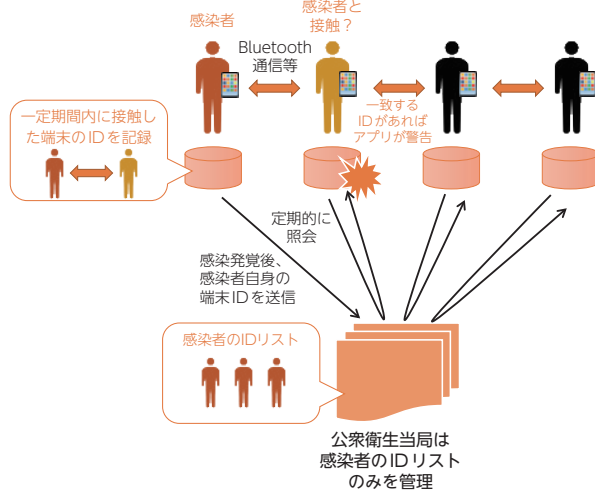 感染者
感染者と
接触？
Bluetooth
通信等
一致する
IDがあれば
アプリが警告
一定期間内に接触し
た端末のIDを記録
定期的に
照会
感染発覚後、
感染者自身の
端末IDを送信
感染者のIDリスト
公衆衛生当局は
感染者のIDリスト
のみを管理